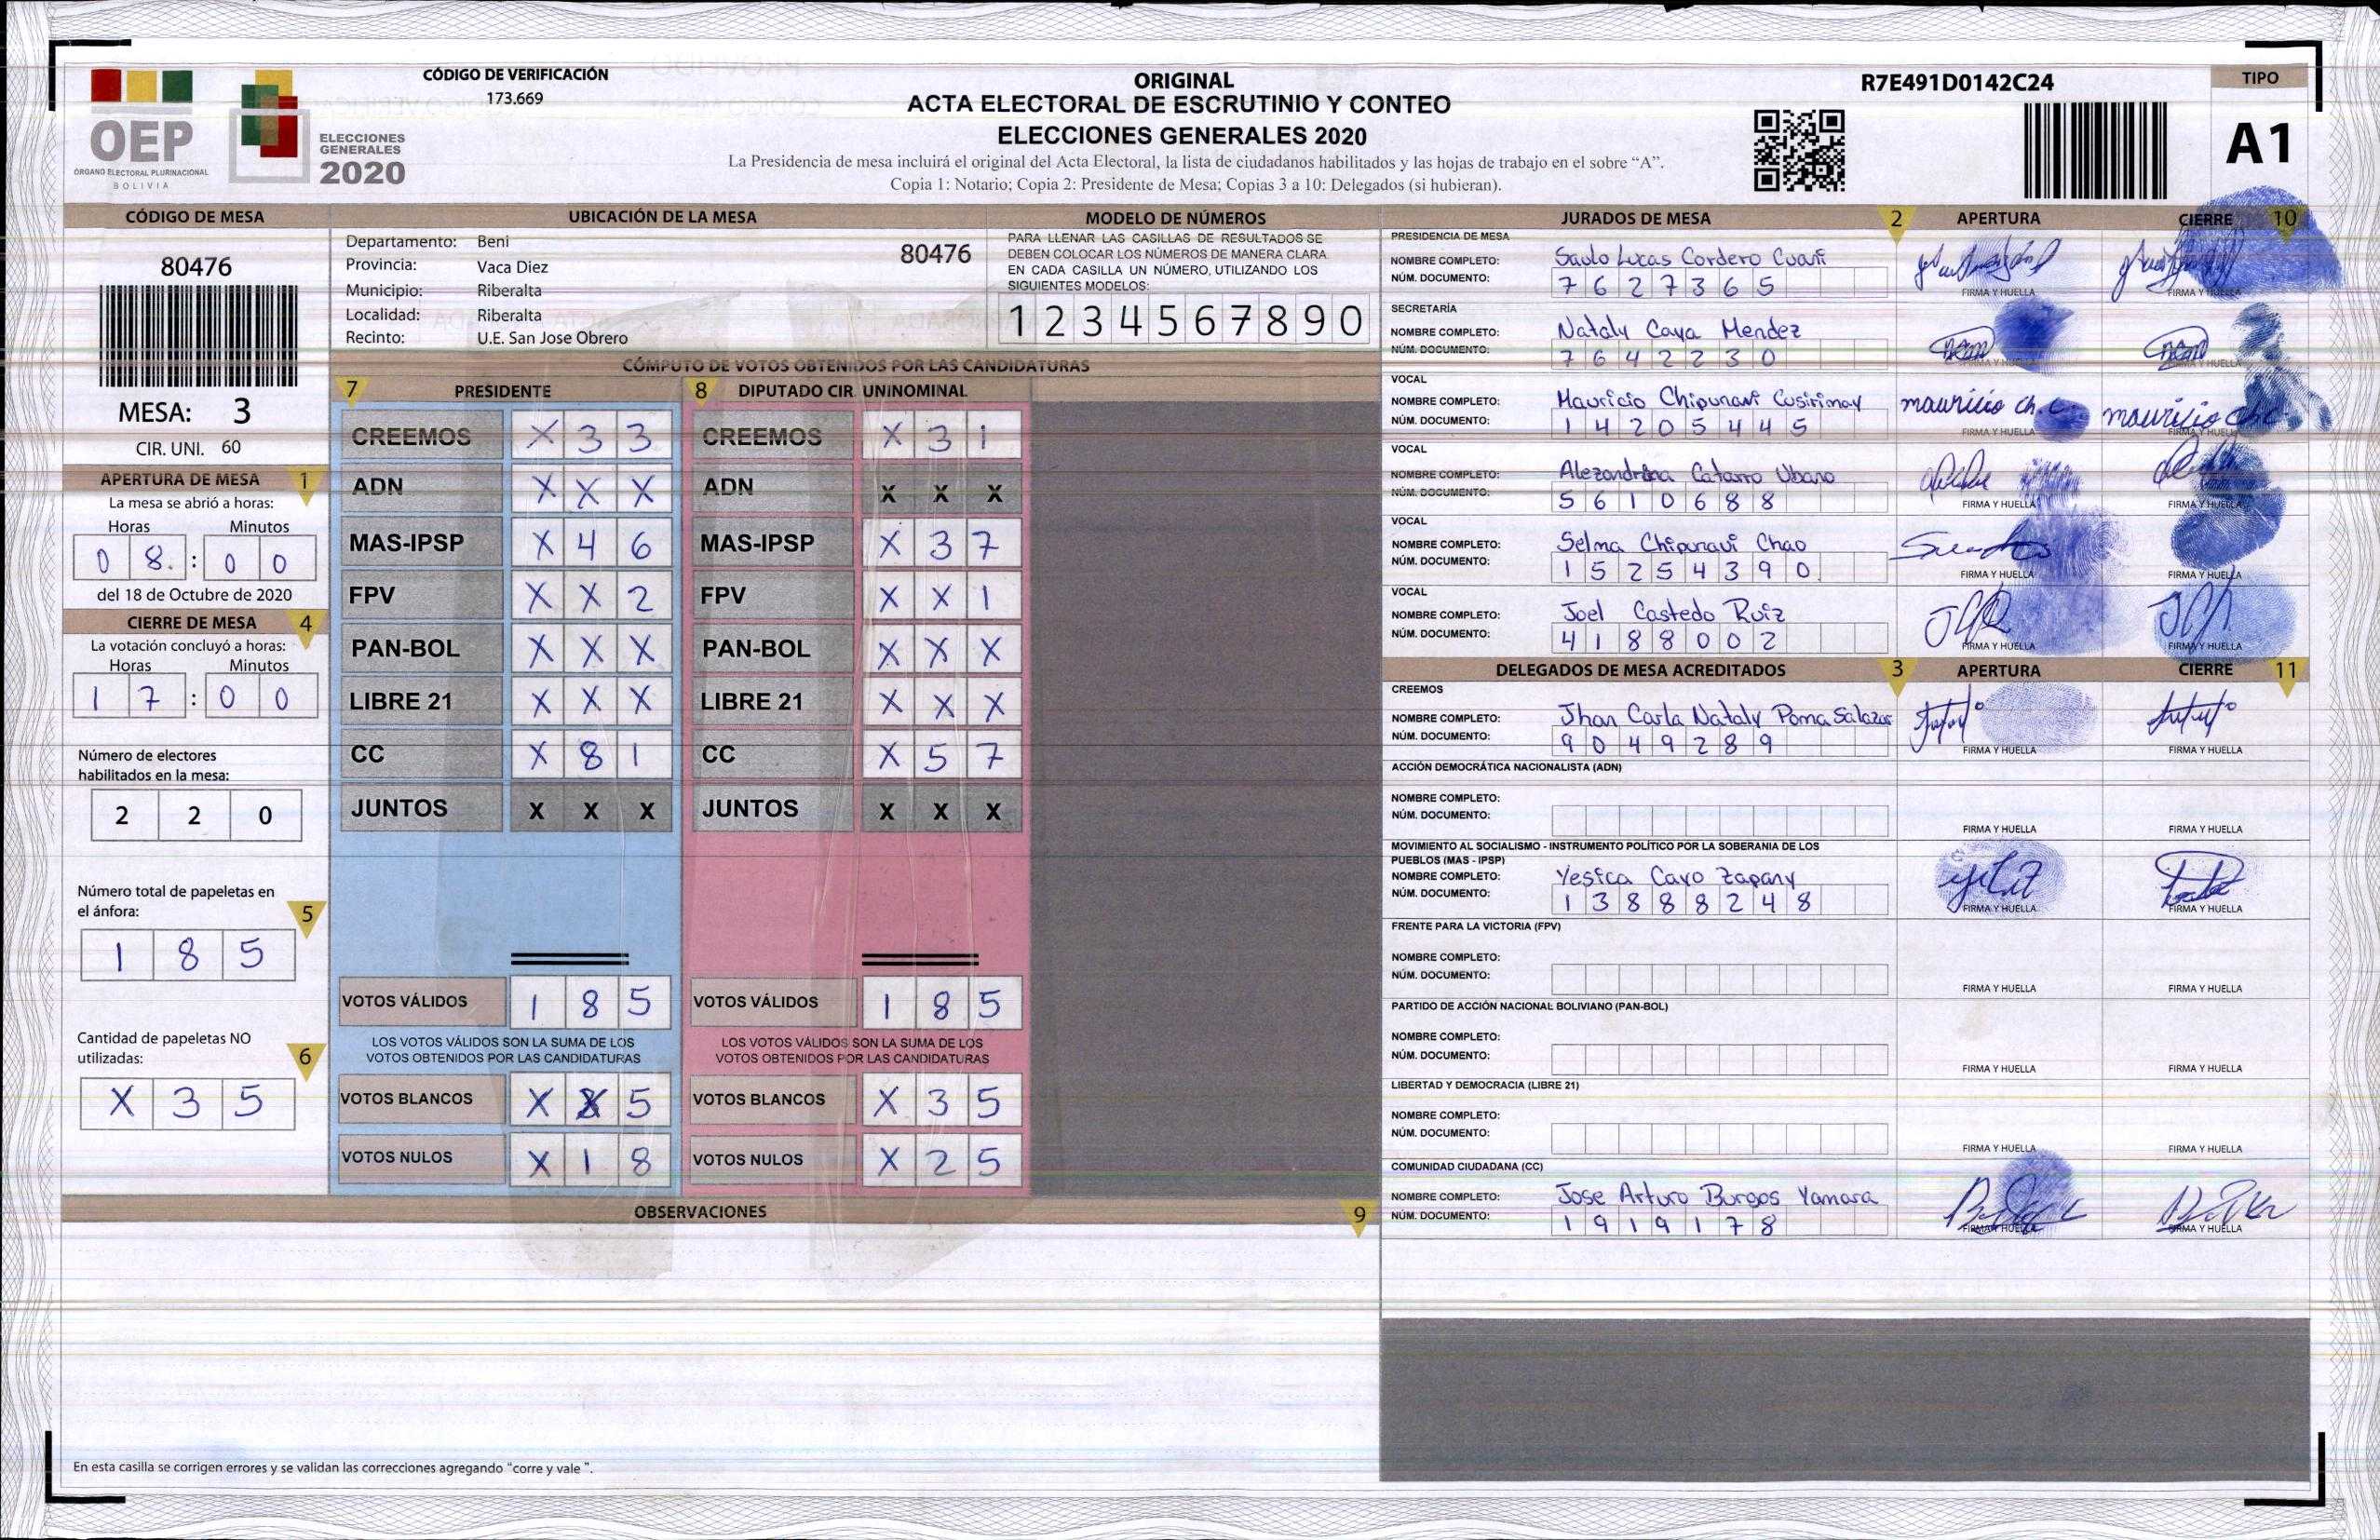 CÓDIGO DE VERIFICACIÓN
173.669
OEP
ÓRGANO ELECTORAL PLURINACIONAL
BOLIVIA
ELECCIONES
GENERALES
2020
ORIGINAL
ACTA ELECTORAL DE ESCRUTINIO Y CONTEO
ELECCIONES GENERALES 2020
La Presidencia de mesa incluirá el original del Acta Electoral, la lista de ciudadanos habilitados y las hojas de trabajo en el sobre “A”.
Copia 1: Notario; Copia 2: Presidente de Mesa; Copias 3 a 10: Delegados (si hubieran).
R7E491D0142C24
TIPO
A1
CÓDIGO DE MESA
80476
MESA: 3
CIR. UNI. 60
APERTURA DE MESA 1
La mesa se abrió a horas:
Horas Minutos
0 8 : 0 0
del 18 de Octubre de 2020
CIERRE DE MESA 4
La votación concluyó a horas:
Horas Minutos
1 7 : 0 0
Número de electores
habilitados en la mesa:
2 2 0
Número total de papeletas en
el ánfora: 5
1 8 5
Cantidad de papeletas NO
utilizadas: 6
X 3 5
UBICACIÓN DE LA MESA
Departamento: Beni
80476
Provincia: Vaca Diez
Municipio: Riberalta
Localidad: Riberalta
Recinto: U.E. San Jose Obrero
MODELO DE NÚMEROS
PARA LLENAR LAS CASILLAS DE RESULTADOS SE
DEBEN COLOCAR LOS NÚMEROS DE MANERA CLARA
EN CADA CASILLA UN NÚMERO, UTILIZANDO LOS
SIGUIENTES MODELOS:
1 2 3 4 5 6 7 8 9 0
CÓMPUTO DE VOTOS OBTENIDOS POR LAS CANDIDATURAS
7 PRESIDENTE
CREEMOS X 3 3
ADN X X X
MAS-IPSP X 4 6
FPV X X 2
PAN-BOL X X X
LIBRE 21 X X X
CC X 8 1
JUNTOS X X X
VOTOS VÁLIDOS 1 8 5
LOS VOTOS VÁLIDOS SON LA SUMA DE LOS
VOTOS OBTENIDOS POR LAS CANDIDATURAS
VOTOS BLANCOS X X 5
VOTOS NULOS X 1 8
8 DIPUTADO CIR. UNINOMINAL
CREEMOS X 3 1
ADN X X X
MAS-IPSP X 3 7
FPV X X 1
PAN-BOL X X X
LIBRE 21 X X X
CC X 5 7
JUNTOS X X X
VOTOS VÁLIDOS 1 8 5
LOS VOTOS VÁLIDOS SON LA SUMA DE LOS
VOTOS OBTENIDOS POR LAS CANDIDATURAS
VOTOS BLANCOS X 3 5
VOTOS NULOS X 2 5
OBSERVACIONES 9
En esta casilla se corrigen errores y se validan las correcciones agregando “corre y vale ”.
JURADOS DE MESA 2 APERTURA CIERRE 10
PRESIDENCIA DE MESA
NOMBRE COMPLETO: Saulo Lucas Cordero Cuani
NÚM. DOCUMENTO: 7 6 2 7 3 6 5
FIRMA Y HUELLA FIRMA Y HUELLA
SECRETARÍA
NOMBRE COMPLETO: Nataly Caya Mendez
NÚM. DOCUMENTO: 7 6 4 2 2 3 0
FIRMA Y HUELLA FIRMA Y HUELLA
VOCAL
NOMBRE COMPLETO: Mauricio Chipunavi Cusirimay
NÚM. DOCUMENTO: 1 4 2 0 5 4 4 5
mauricio ch.c mauricio chc.
FIRMA Y HUELLA FIRMA Y HUELLA
VOCAL
NOMBRE COMPLETO: Alezandrina Catarro Ubano
NÚM. DOCUMENTO: 5 6 1 0 6 8 8
FIRMA Y HUELLA FIRMA Y HUELLA
VOCAL
NOMBRE COMPLETO: Selma Chipunavi Chao
NÚM. DOCUMENTO: 1 5 2 5 4 3 9 0
FIRMA Y HUELLA FIRMA Y HUELLA
VOCAL
NOMBRE COMPLETO: Joel Castedo Ruiz
NÚM. DOCUMENTO: 4 1 8 8 0 0 2
FIRMA Y HUELLA FIRMA Y HUELLA
DELEGADOS DE MESA ACREDITADOS 3 APERTURA CIERRE 11
CREEMOS
NOMBRE COMPLETO: Jhan Carla Nataly Poma Salazar
NÚM. DOCUMENTO: 9 0 4 9 2 8 9
FIRMA Y HUELLA FIRMA Y HUELLA
ACCIÓN DEMOCRÁTICA NACIONALISTA (ADN)
NOMBRE COMPLETO:
NÚM. DOCUMENTO:
FIRMA Y HUELLA FIRMA Y HUELLA
MOVIMIENTO AL SOCIALISMO - INSTRUMENTO POLÍTICO POR LA SOBERANIA DE LOS
PUEBLOS (MAS - IPSP)
NOMBRE COMPLETO: Yesica Cayo Zapany
NÚM. DOCUMENTO: 1 3 8 8 8 2 4 8
FIRMA Y HUELLA FIRMA Y HUELLA
FRENTE PARA LA VICTORIA (FPV)
NOMBRE COMPLETO:
NÚM. DOCUMENTO:
FIRMA Y HUELLA FIRMA Y HUELLA
PARTIDO DE ACCIÓN NACIONAL BOLIVIANO (PAN-BOL)
NOMBRE COMPLETO:
NÚM. DOCUMENTO:
FIRMA Y HUELLA FIRMA Y HUELLA
LIBERTAD Y DEMOCRACIA (LIBRE 21)
NOMBRE COMPLETO:
NÚM. DOCUMENTO:
FIRMA Y HUELLA FIRMA Y HUELLA
COMUNIDAD CIUDADANA (CC)
NOMBRE COMPLETO: Jose Arturo Burgos Yamara
NÚM. DOCUMENTO: 1 9 1 9 1 7 8
FIRMA Y HUELLA FIRMA Y HUELLA